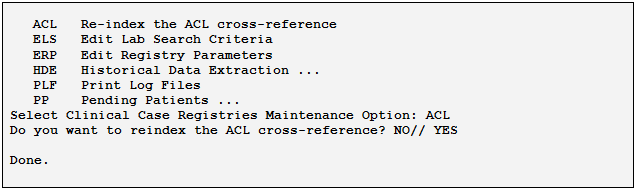 ACL   Re-index the ACL cross-reference
ELS   Edit Lab Search Criteria
ERP   Edit Registry Parameters
HDE   Historical Data Extraction ...
PLF   Print Log Files
PP    Pending Patients ...
Select Clinical Case Registries Maintenance Option: ACL
Do you want to reindex the ACL cross-reference? NO// YES
Done.